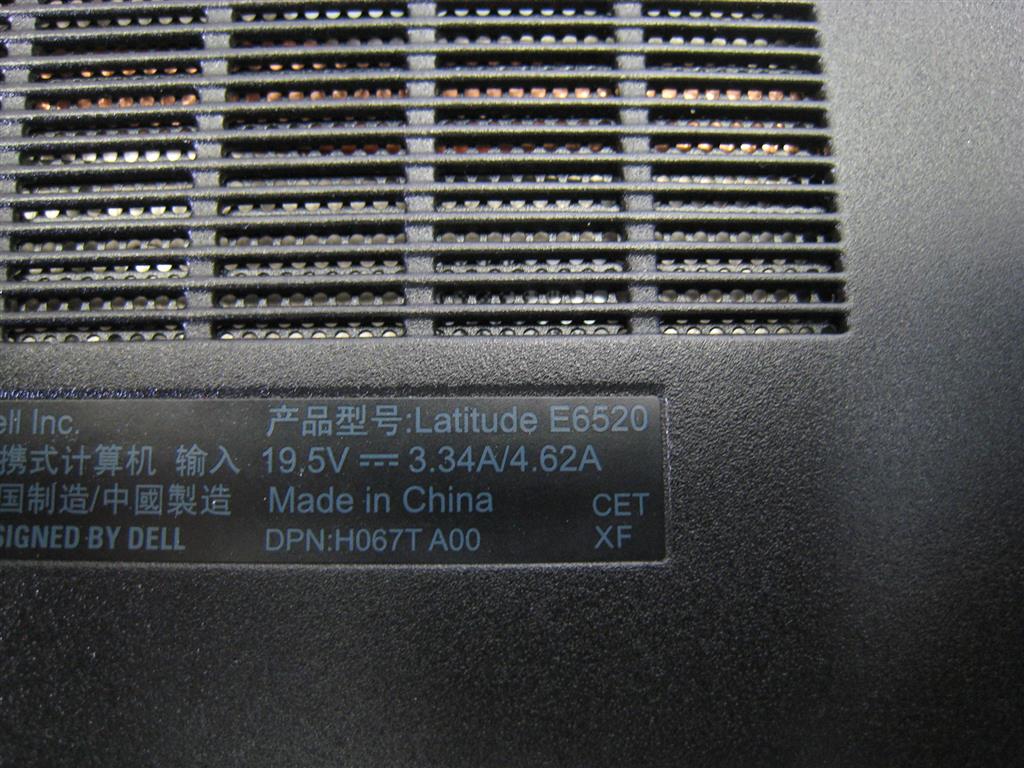 ell Inc. 产品型号:Latitude E6520
携式计算机 输入 19.5V ⎓ 3.34A/4.62A
国制造/中國製造 Made in China CET
SIGNED BY DELL DPN:H067T A00 XF